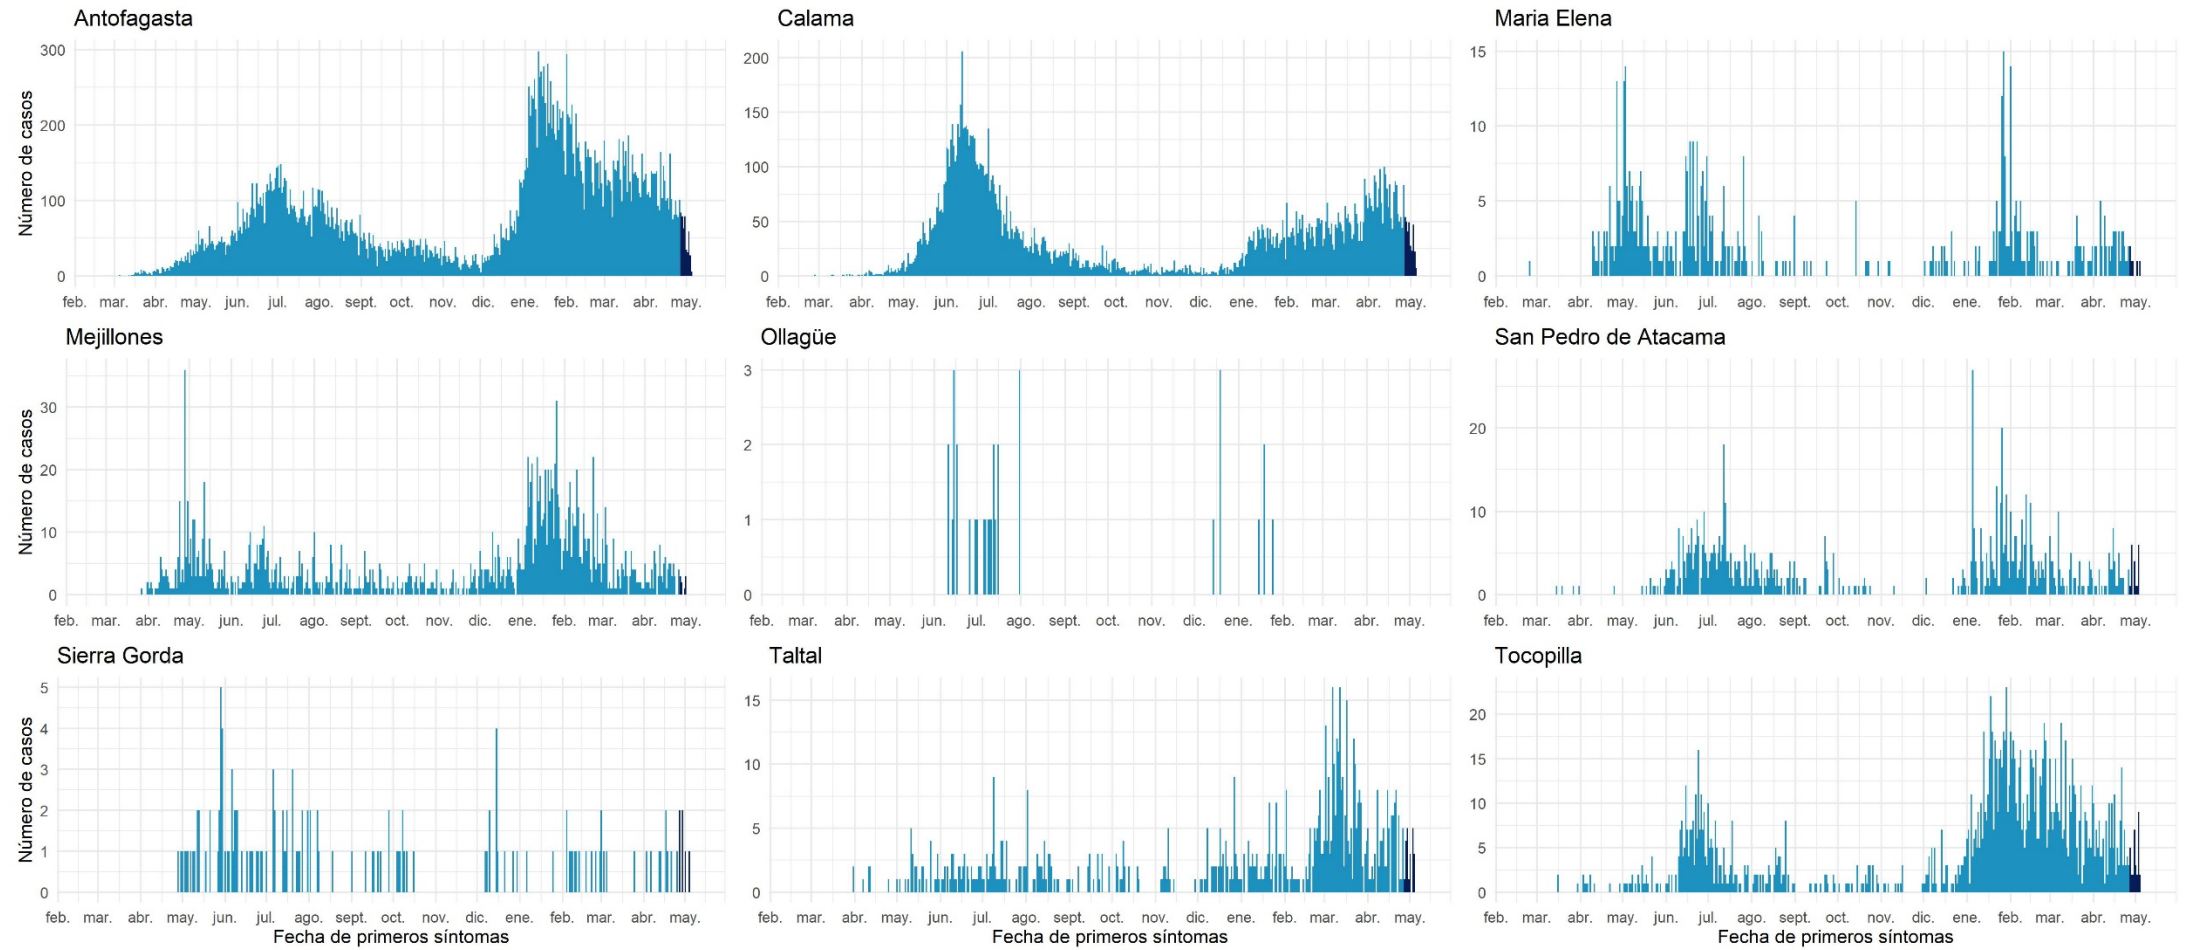 Antofagasta
Número de casos
300
200
100
0
feb. mar. abr. may. jun. jul. ago. sept. oct. nov. dic. ene. feb. mar. abr. may.
Calama
200
150
100
50
0
feb. mar. abr. may. jun. jul. ago. sept. oct. nov. dic. ene. feb. mar. abr. may.
Maria Elena
15
10
5
0
feb. mar. abr. may. jun. jul. ago. sept. oct. nov. dic. ene. feb. mar. abr. may.
Mejillones
Número de casos
30
20
10
0
feb. mar. abr. may. jun. jul. ago. sept. oct. nov. dic. ene. feb. mar. abr. may.
Ollagüe
3
2
1
0
feb. mar. abr. may. jun. jul. ago. sept. oct. nov. dic. ene. feb. mar. abr. may.
San Pedro de Atacama
20
10
0
feb. mar. abr. may. jun. jul. ago. sept. oct. nov. dic. ene. feb. mar. abr. may.
Sierra Gorda
Número de casos
5
4
3
2
1
0
feb. mar. abr. may. jun. jul. ago. sept. oct. nov. dic. ene. feb. mar. abr. may.
Fecha de primeros síntomas
Taltal
15
10
5
0
feb. mar. abr. may. jun. jul. ago. sept. oct. nov. dic. ene. feb. mar. abr. may.
Fecha de primeros síntomas
Tocopilla
20
15
10
5
0
feb. mar. abr. may. jun. jul. ago. sept. oct. nov. dic. ene. feb. mar. abr. may.
Fecha de primeros síntomas